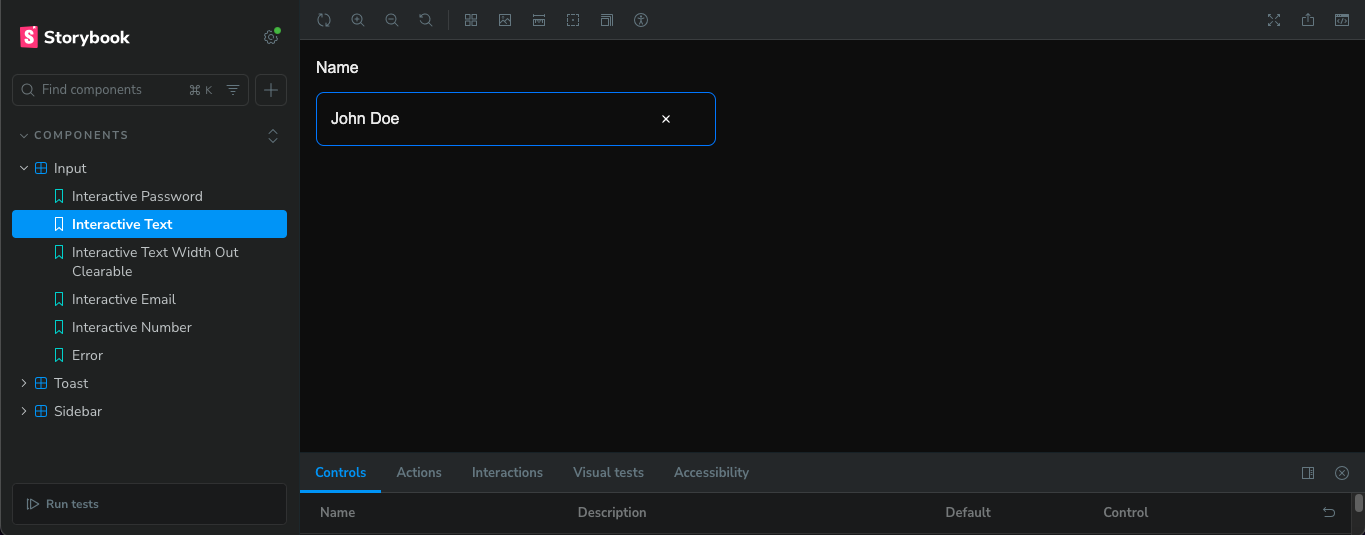 Storybook
Find components
⌘ K
COMPONENTS
Input
Interactive Password
Interactive Text
Interactive Text Width Out
Clearable
Interactive Email
Interactive Number
Error
Toast
Sidebar
Run tests
Name
John Doe
Controls
Actions
Interactions
Visual tests
Accessibility
Name
Description
Default
Control